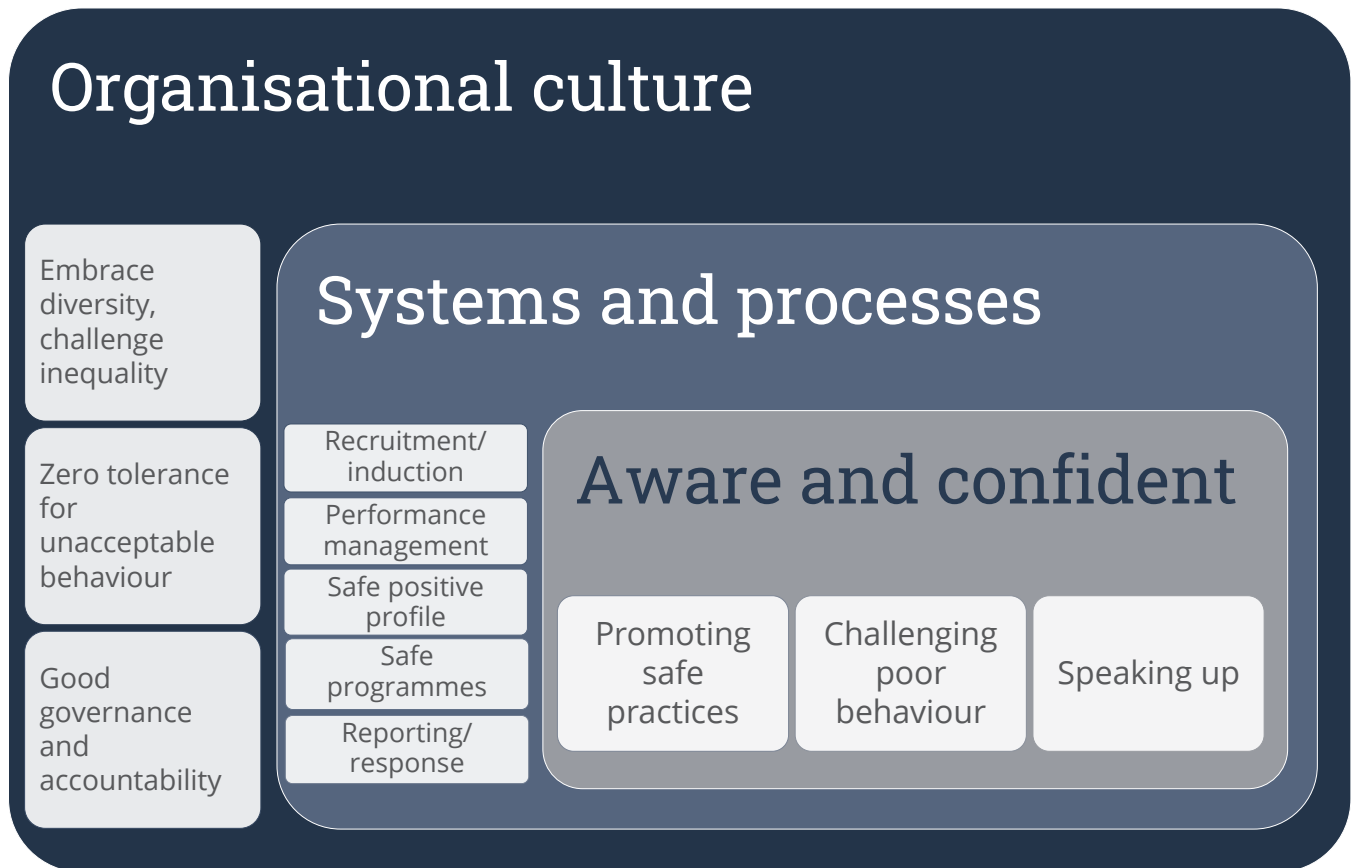 Organisational culture
Embrace
diversity,
challenge
inequality
Zero tolerance
for
unacceptable
behaviour
Good
governance
and
accountability
Systems and processes
Recruitment/
induction
Performance
management
Safe positive
profile
Safe
programmes
Reporting/
response
Aware and confident
Promoting
safe
practices
Challenging
poor
behaviour
Speaking up